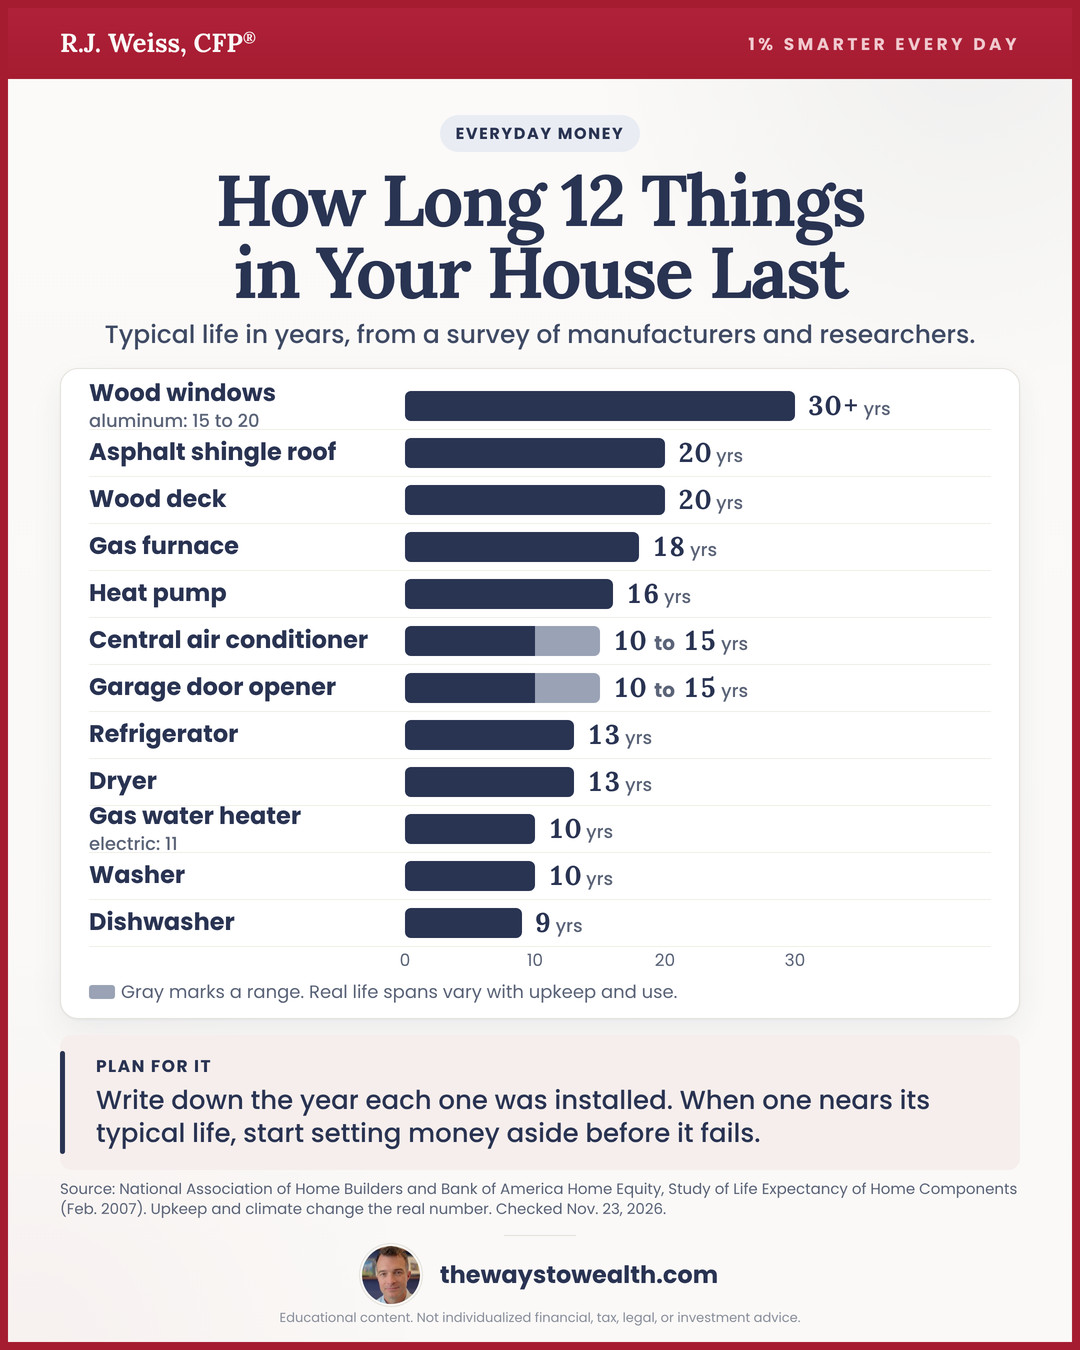 R.J. Weiss, CFP®
1% SMARTER EVERY DAY
EVERYDAY MONEY
How Long 12 Things
in Your House Last
Typical life in years, from a survey of manufacturers and researchers.
Wood windows
aluminum: 15 to 20
30+ yrs
Asphalt shingle roof
20 yrs
Wood deck
20 yrs
Gas furnace
18 yrs
Heat pump
16 yrs
Central air conditioner
10 to 15 yrs
Garage door opener
10 to 15 yrs
Refrigerator
13 yrs
Dryer
13 yrs
Gas water heater
electric: 11
10 yrs
Washer
10 yrs
Dishwasher
9 yrs
0 10 20 30
Gray marks a range. Real life spans vary with upkeep and use.
PLAN FOR IT
Write down the year each one was installed. When one nears its
typical life, start setting money aside before it fails.
Source: National Association of Home Builders and Bank of America Home Equity, Study of Life Expectancy of Home Components
(Feb. 2007). Upkeep and climate change the real number. Checked Nov. 23, 2026.
thewaystowealth.com
Educational content. Not individualized financial, tax, legal, or investment advice.